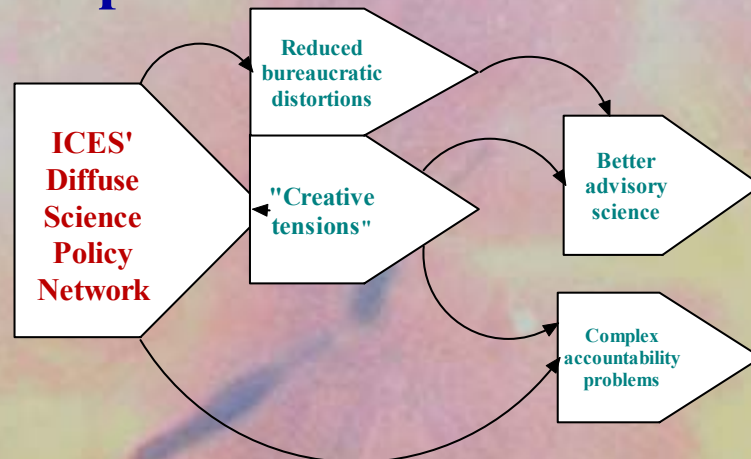 Reduced
bureaucratic
distortions
ICES'
Diffuse
Science
Policy
Network
"Creative
tensions"
Better
advisory
science
Complex
accountability
problems